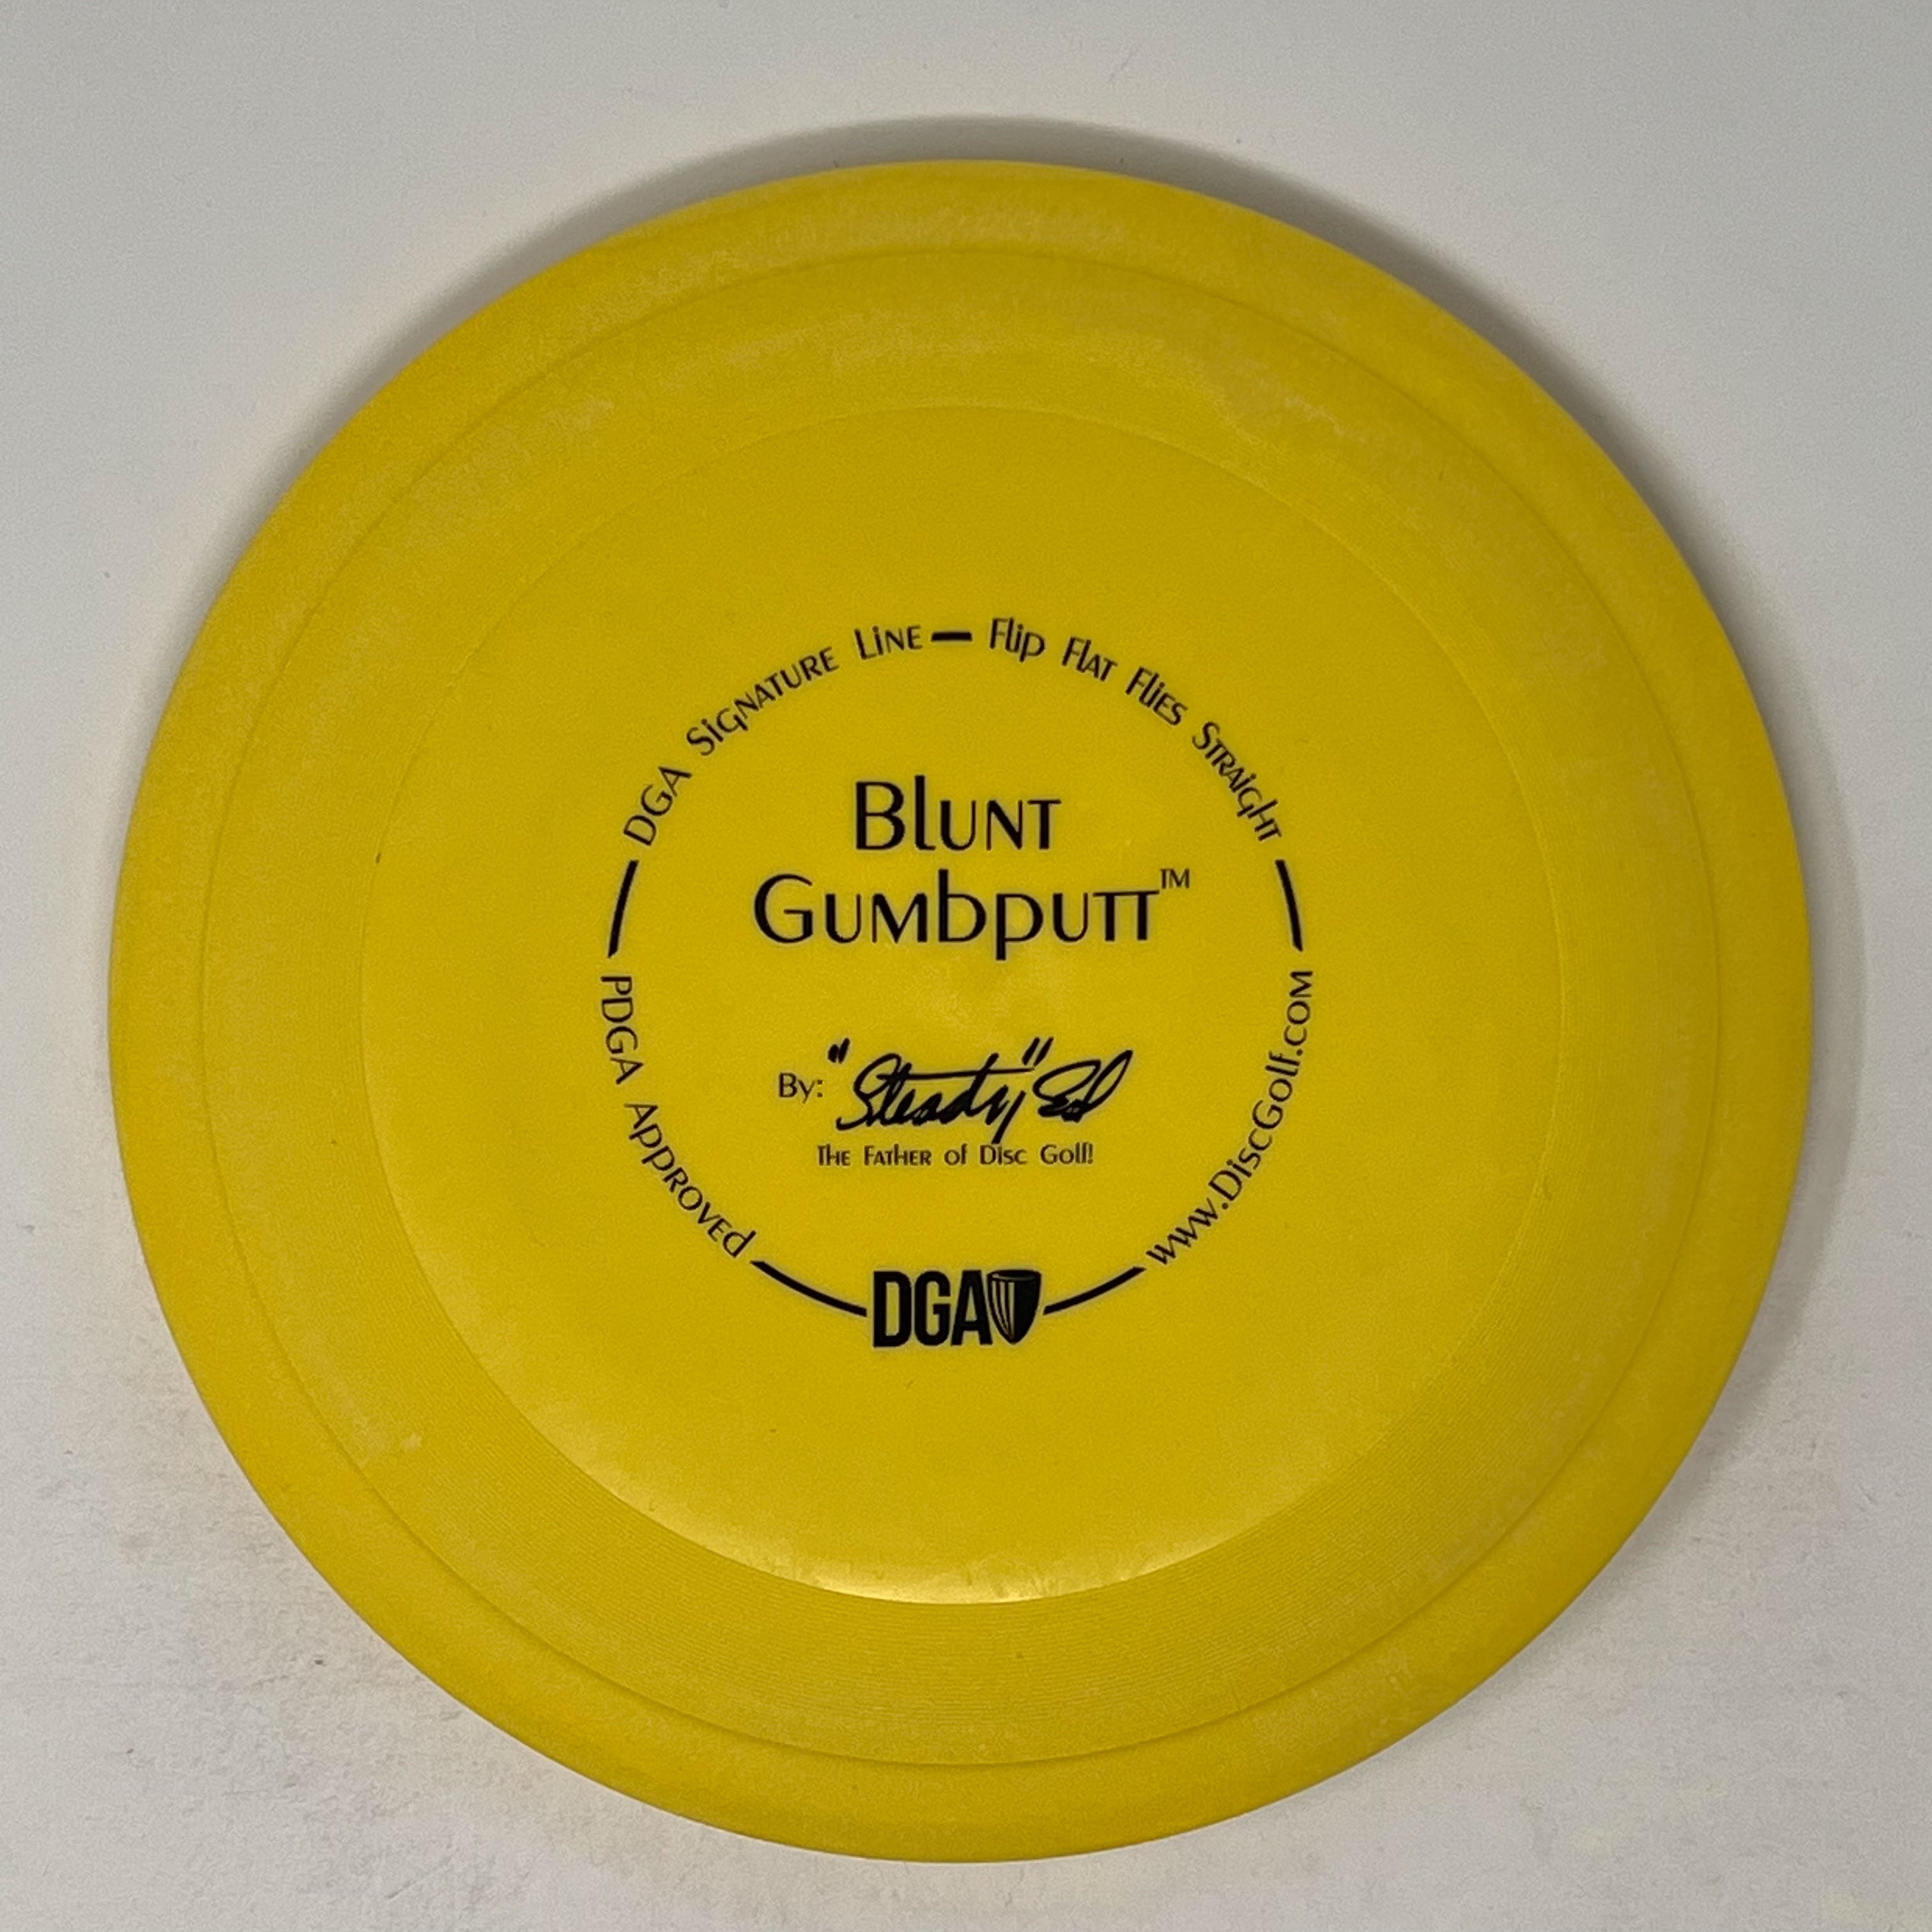 DGA Signature Line — Flip Flat Flies Straight
Blunt
Gumbputt™
By: "Steady" Ed
The Father of Disc Golf!
PDGA Approved
www.DiscGolf.com
DGA